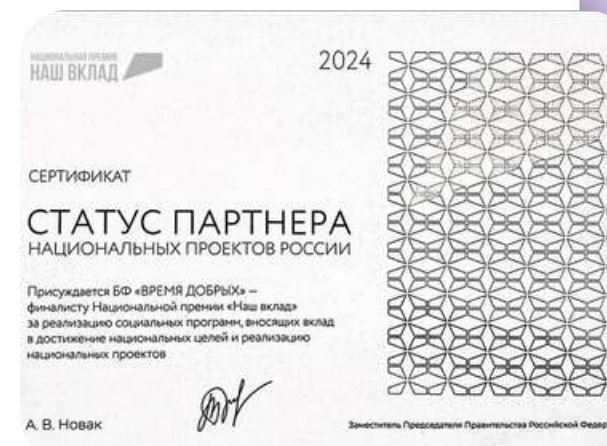 НАЦИОНАЛЬНАЯ ПРЕМИЯ
НАШ ВКЛАД
2024
СЕРТИФИКАТ
СТАТУС ПАРТНЕРА
НАЦИОНАЛЬНЫХ ПРОЕКТОВ РОССИИ
Присуждается БФ «ВРЕМЯ ДОБРЫХ» –
финалисту Национальной премии «Наш вклад»
за реализацию социальных программ, вносящих вклад
в достижение национальных целей и реализацию
национальных проектов
А. В. Новак
Заместитель Председателя Правительства Российской